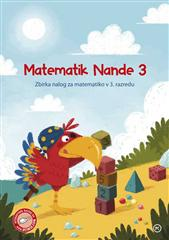 Matematik Nande 3
Zbirka nalog za matematiko v 3. razredu